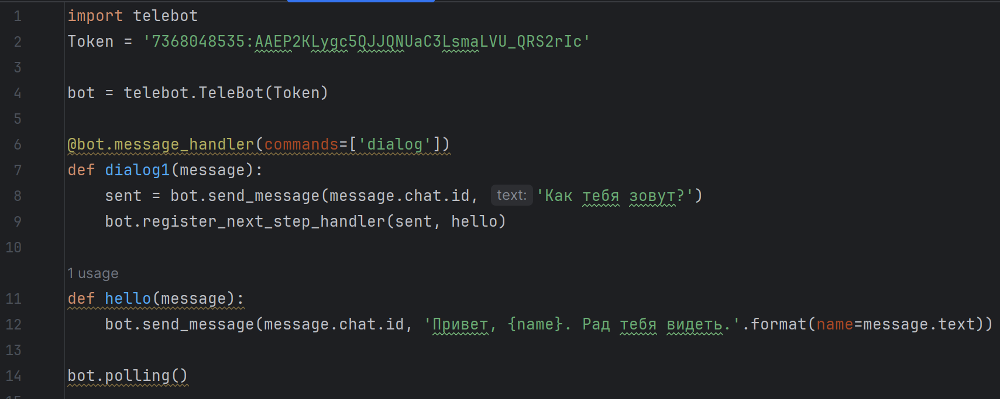 1 import telebot
2 Token = '7368048535:AAEP2KLygc5QJJQNUaC3LsmaLVU_QRS2rIc'
3
4 bot = telebot.TeleBot(Token)
5
6 @bot.message_handler(commands=['dialog'])
7 def dialog1(message):
8 sent = bot.send_message(message.chat.id, text: 'Как тебя зовут?')
9 bot.register_next_step_handler(sent, hello)
10
1 usage
11 def hello(message):
12 bot.send_message(message.chat.id, 'Привет, {name}. Рад тебя видеть.'.format(name=message.text))
13
14 bot.polling()